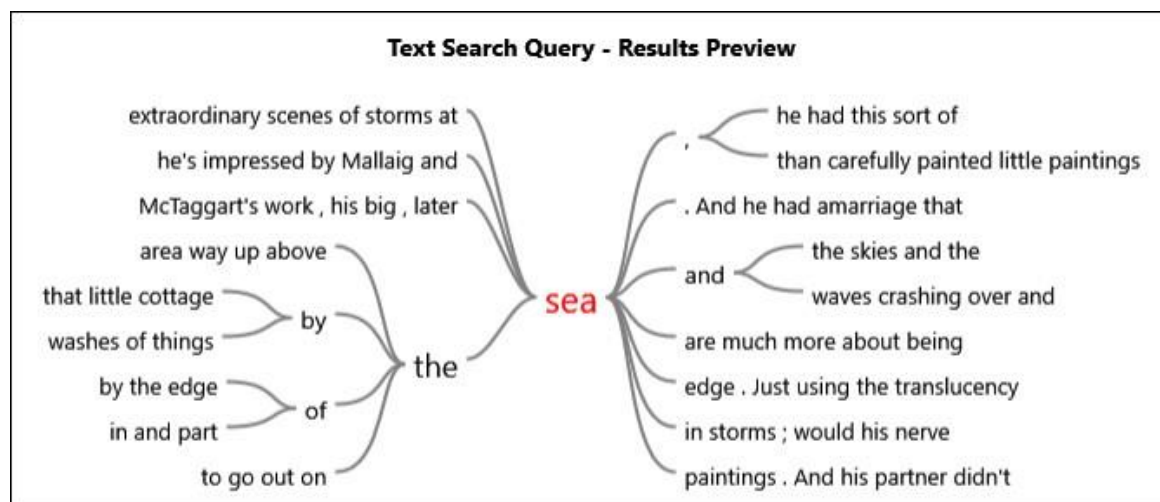 Text Search Query - Results Preview
extraordinary scenes of storms at
he's impressed by Mallaig and
McTaggart's work , his big , later
area way up above
that little cottage
washes of things
by
by the edge
in and part
of
to go out on
the
sea
,
he had this sort of
than carefully painted little paintings
. And he had amarriage that
and
the skies and the
waves crashing over and
are much more about being
edge . Just using the translucency
in storms ; would his nerve
paintings . And his partner didn't